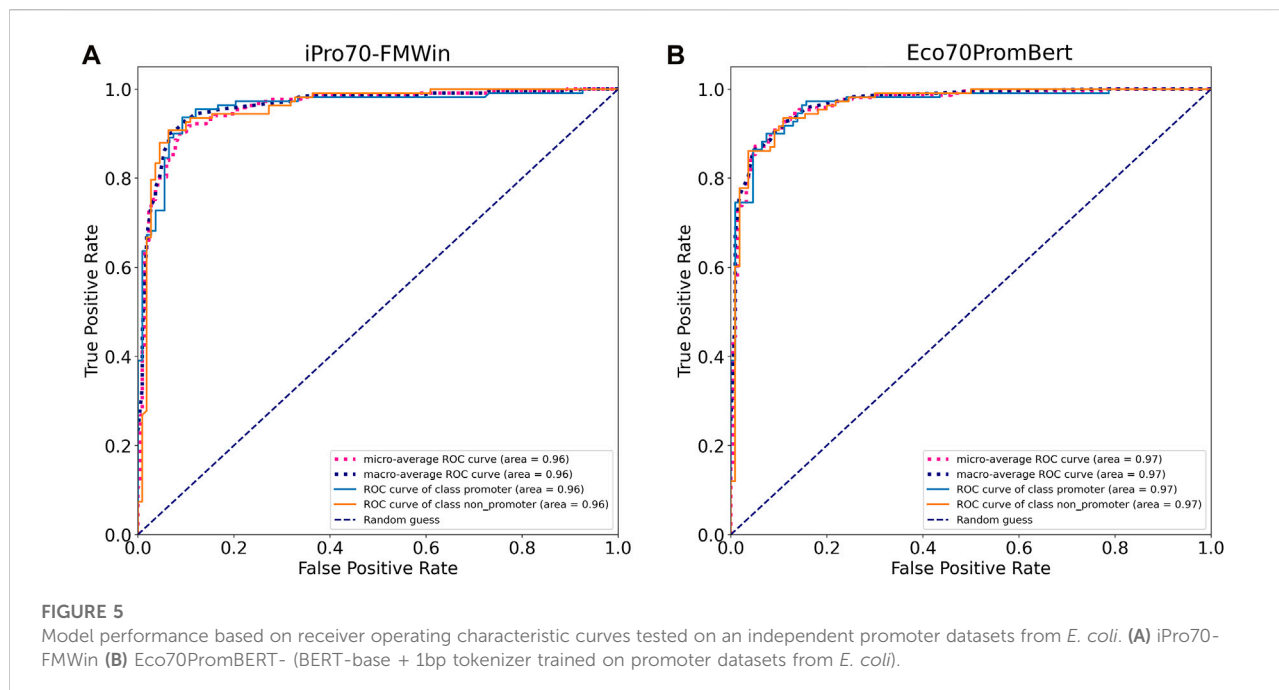 A
iPro70-FMWin
True Positive Rate
1.0
0.8
0.6
0.4
0.2
0.0
micro-average ROC curve (area = 0.96)
macro-average ROC curve (area = 0.96)
ROC curve of class promoter (area = 0.96)
ROC curve of class non_promoter (area = 0.96)
Random guess
0.0 0.2 0.4 0.6 0.8 1.0
False Positive Rate
B
Eco70PromBert
True Positive Rate
1.0
0.8
0.6
0.4
0.2
0.0
micro-average ROC curve (area = 0.97)
macro-average ROC curve (area = 0.97)
ROC curve of class promoter (area = 0.97)
ROC curve of class non_promoter (area = 0.97)
Random guess
0.0 0.2 0.4 0.6 0.8 1.0
False Positive Rate
FIGURE 5
Model performance based on receiver operating characteristic curves tested on an independent promoter datasets from E. coli. (A) iPro70-
FMWin (B) Eco70PromBERT- (BERT-base + 1bp tokenizer trained on promoter datasets from E. coli).